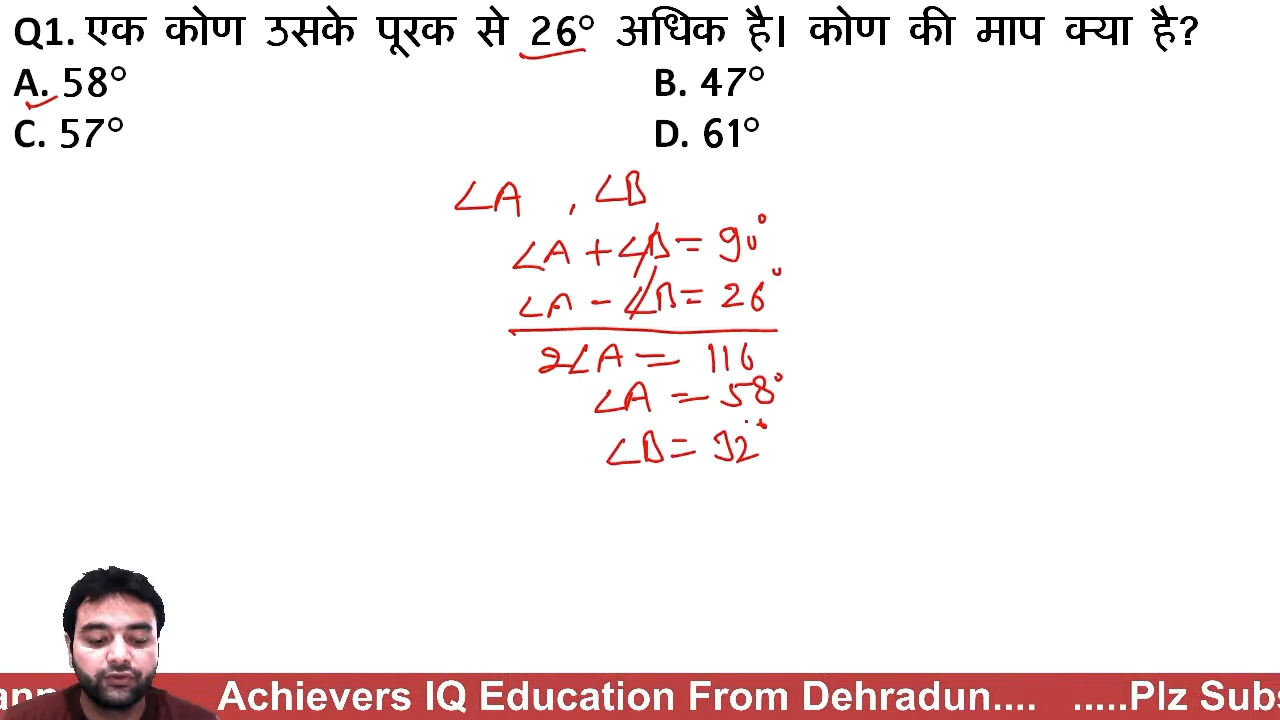 Q1. एक कोण उसके पूरक से 26° अधिक है। कोण की माप क्या है?
A. 58° B. 47°
C. 57° D. 61°
∠A , ∠B
∠A + ∠B = 90°
∠A - ∠B = 26°
2∠A = 116
∠A = 58°
∠B = 32°
Achievers IQ Education From Dehradun.... .....Plz Subs